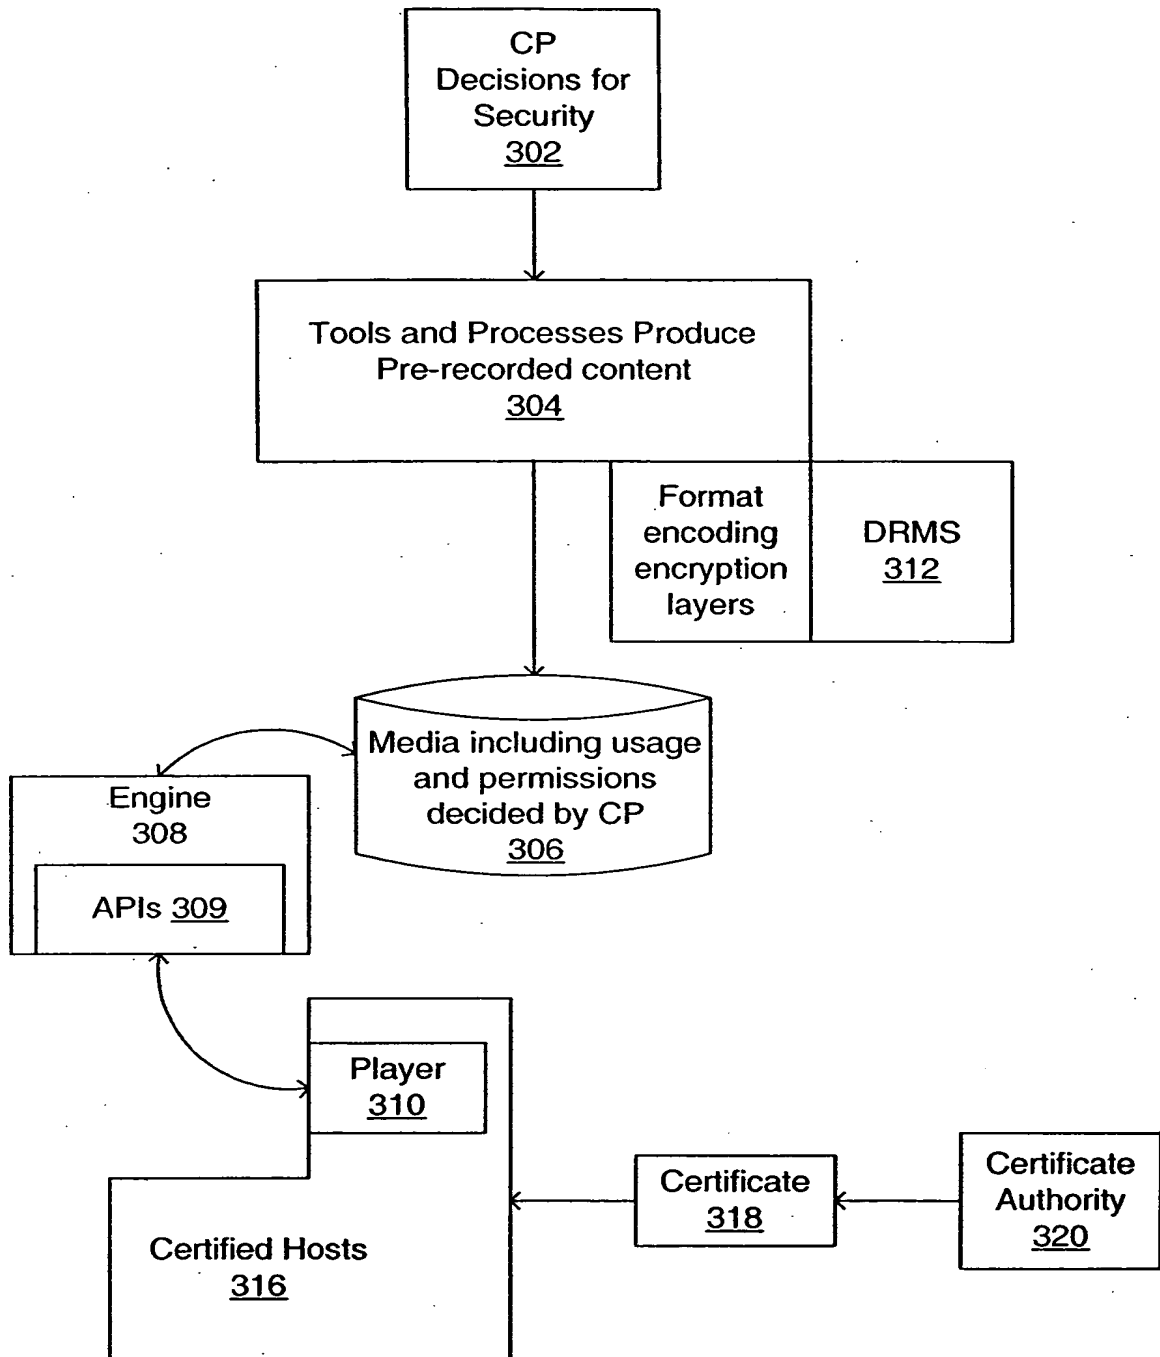 CP
Decisions for
Security
302
Tools and Processes Produce
Pre-recorded content
304
Format
encoding
encryption
layers
DRMS
312
Media including usage
and permissions
decided by CP
306
Engine
308
APIs 309
Player
310
Certified Hosts
316
Certificate
318
Certificate
Authority
320